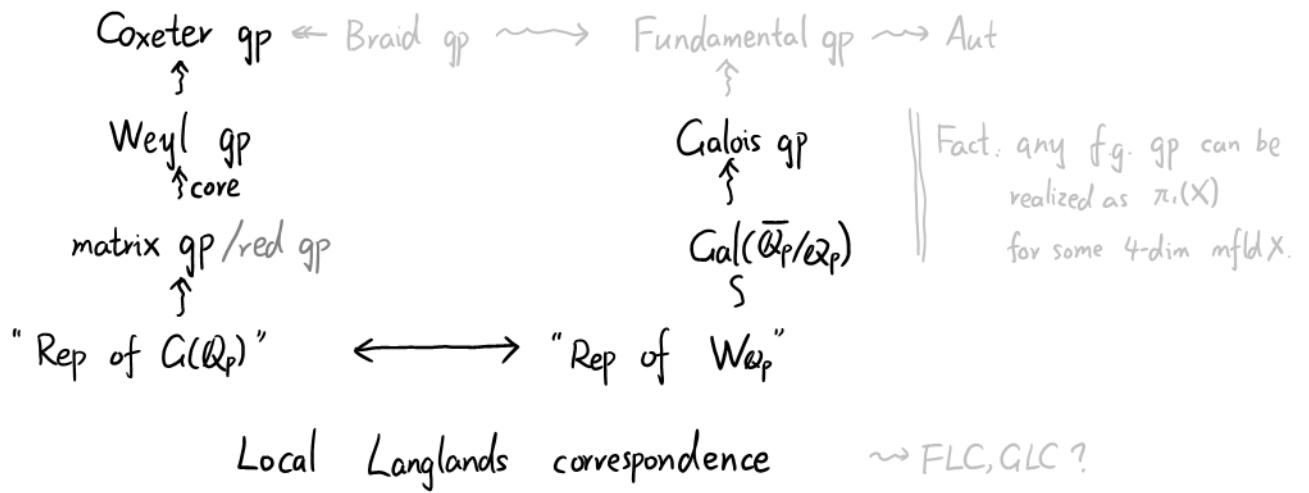 Coxeter gp ↞ Braid gp ⇝ Fundamental gp ⇝ Aut
Weyl gp
Galois gp
Fact: any f.g. gp can be
core
realized as π₁(X)
matrix gp/red gp
Gal(Q̅p/Qp)
for some 4-dim mfld X.
"Rep of G(Qp)" ⟷ "Rep of WQp"
Local Langlands correspondence ⇝ FLC, GLC ?